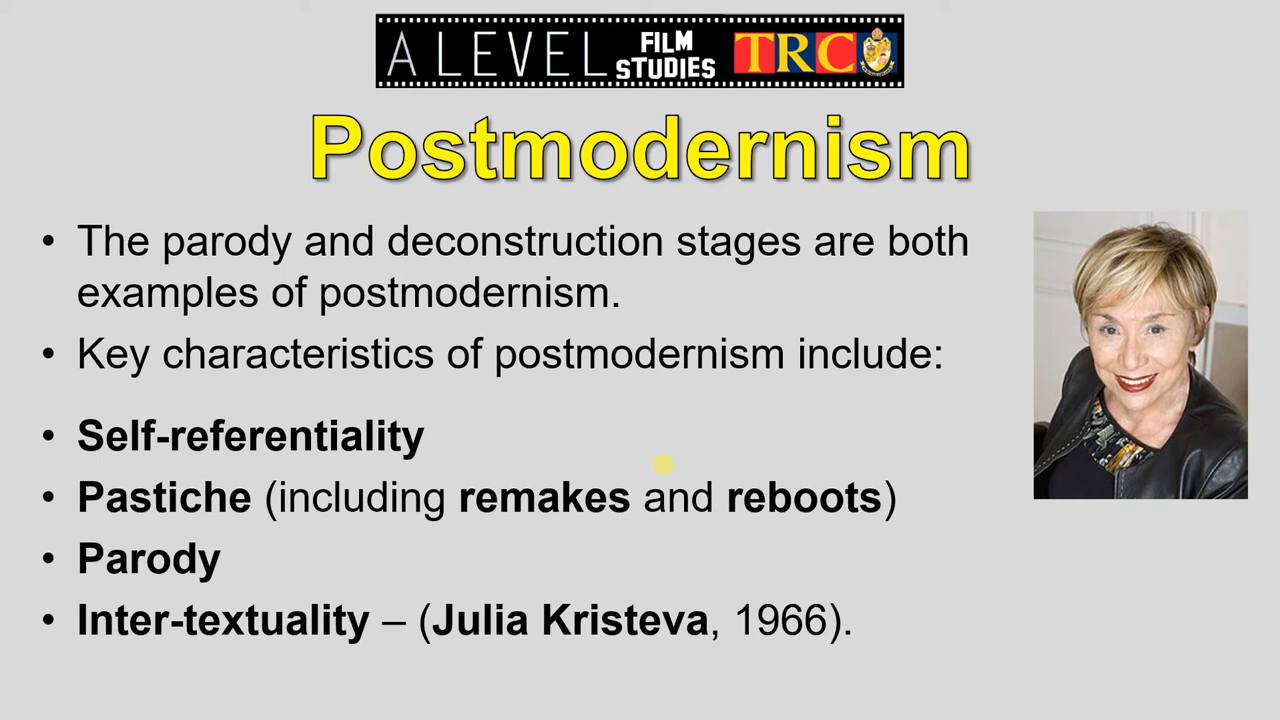 A LEVEL FILM STUDIES TRC
Postmodernism
• The parody and deconstruction stages are both
examples of postmodernism.
• Key characteristics of postmodernism include:
• Self-referentiality
• Pastiche (including remakes and reboots)
• Parody
• Inter-textuality – (Julia Kristeva, 1966).